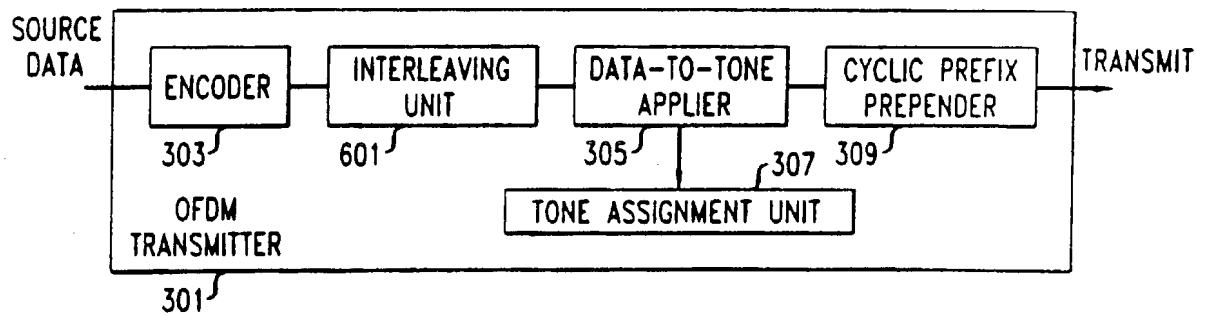 SOURCE
DATA
ENCODER
303
INTERLEAVING
UNIT
601
DATA-TO-TONE
APPLIER
305
CYCLIC PREFIX
PREPENDER
309
TRANSMIT
307
TONE ASSIGNMENT UNIT
OFDM
TRANSMITTER
301